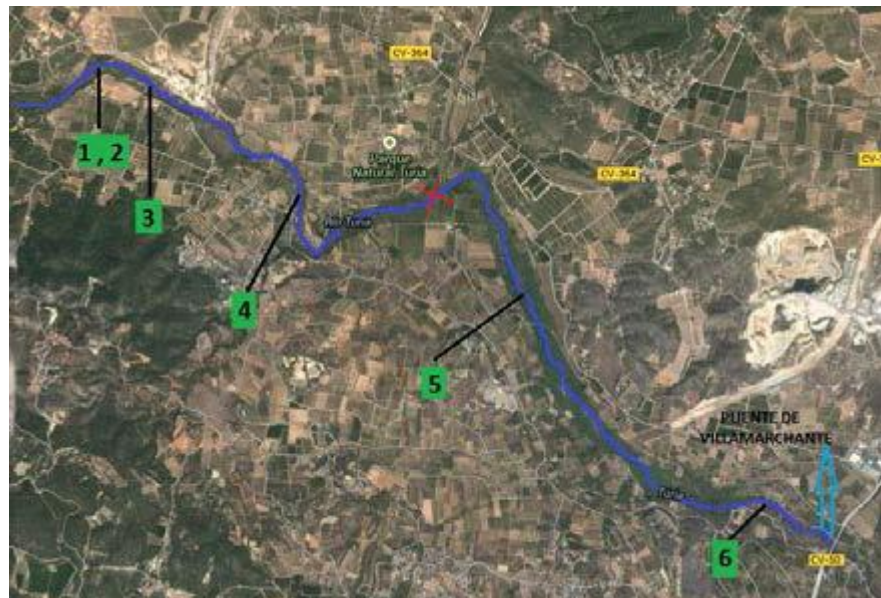 CV-364
1,2
Parque
Natural Turia
CV-364
3
Río Turia
4
5
PUENTE DE
VILLAMARCHANTE
Turia
6
CV-50